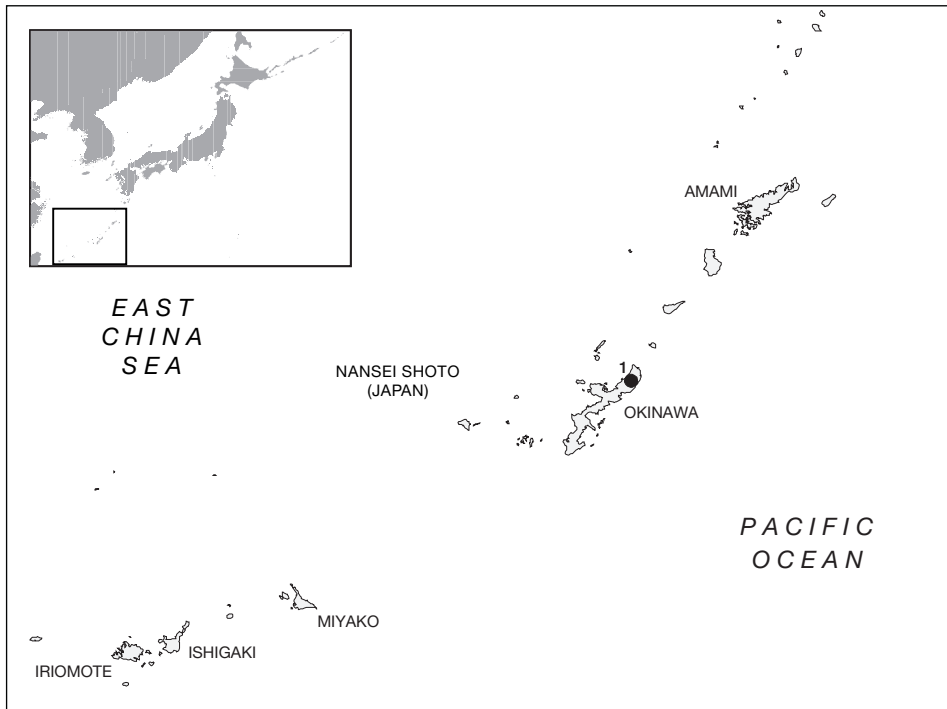 AMAMI
EAST
CHINA
SEA
NANSEI SHOTO
(JAPAN)
1
OKINAWA
PACIFIC
OCEAN
MIYAKO
ISHIGAKI
IRIOMOTE